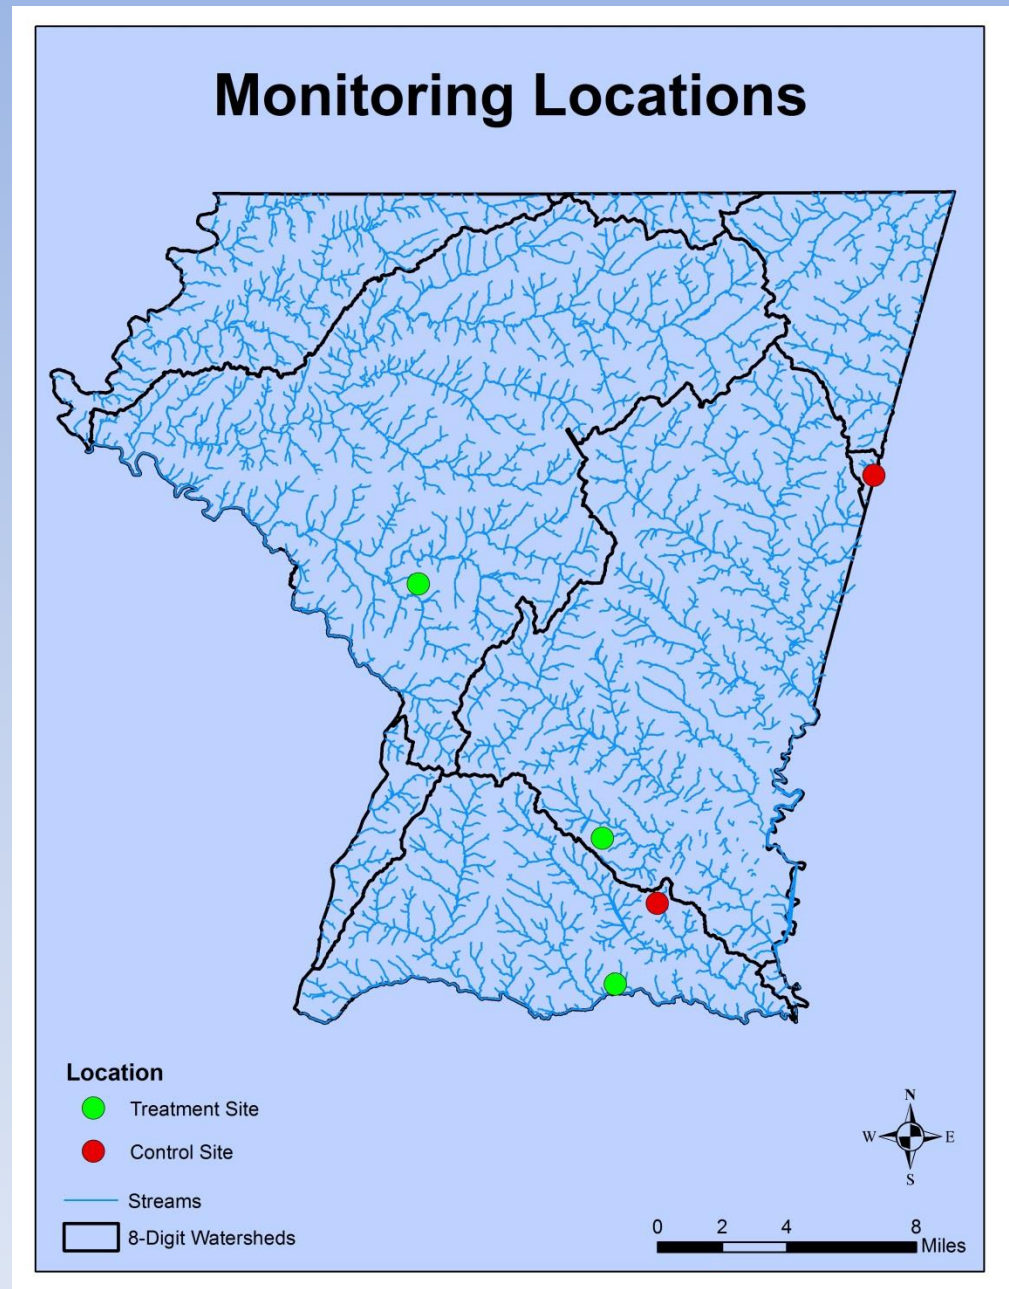 Monitoring Locations
Location
Treatment Site
Control Site
Streams
8-Digit Watersheds
N
W E
S
0 2 4 8
Miles